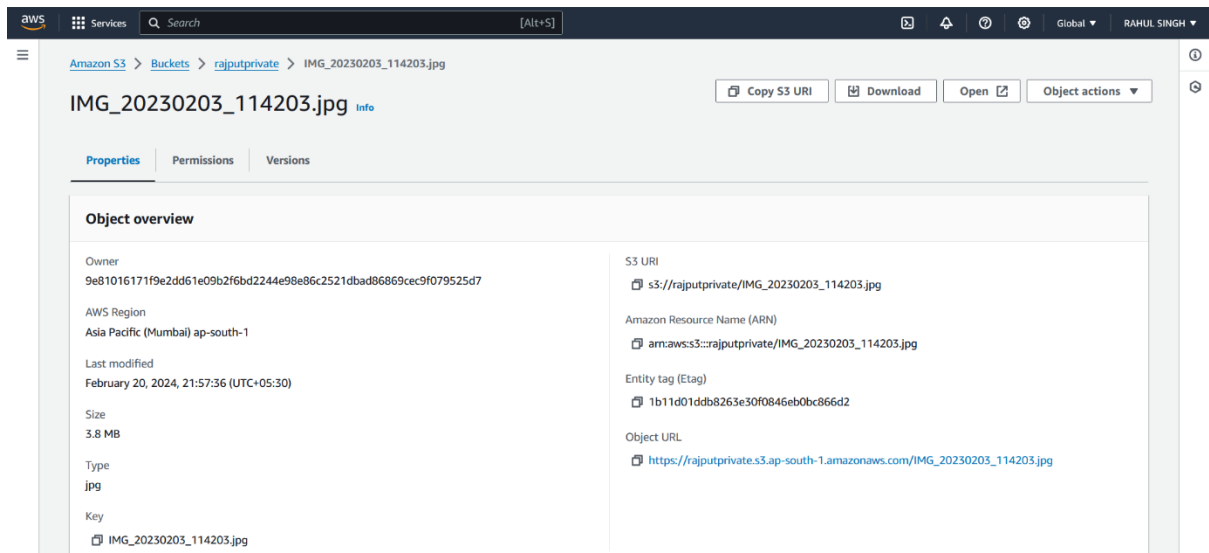 aws Services Search [Alt+S] Global ▼ RAHUL SINGH ▼
Amazon S3 > Buckets > rajputprivate > IMG_20230203_114203.jpg
IMG_20230203_114203.jpg Info
Copy S3 URI Download Open Object actions ▼
Properties Permissions Versions
Object overview
Owner
9e81016171f9e2dd61e09b2f6bd2244e98e86c2521dbad86869cec9f079525d7
AWS Region
Asia Pacific (Mumbai) ap-south-1
Last modified
February 20, 2024, 21:57:36 (UTC+05:30)
Size
3.8 MB
Type
jpg
Key
IMG_20230203_114203.jpg
S3 URI
s3://rajputprivate/IMG_20230203_114203.jpg
Amazon Resource Name (ARN)
arn:aws:s3:::rajputprivate/IMG_20230203_114203.jpg
Entity tag (Etag)
1b11d01ddb8263e30f0846eb0bc866d2
Object URL
https://rajputprivate.s3.ap-south-1.amazonaws.com/IMG_20230203_114203.jpg